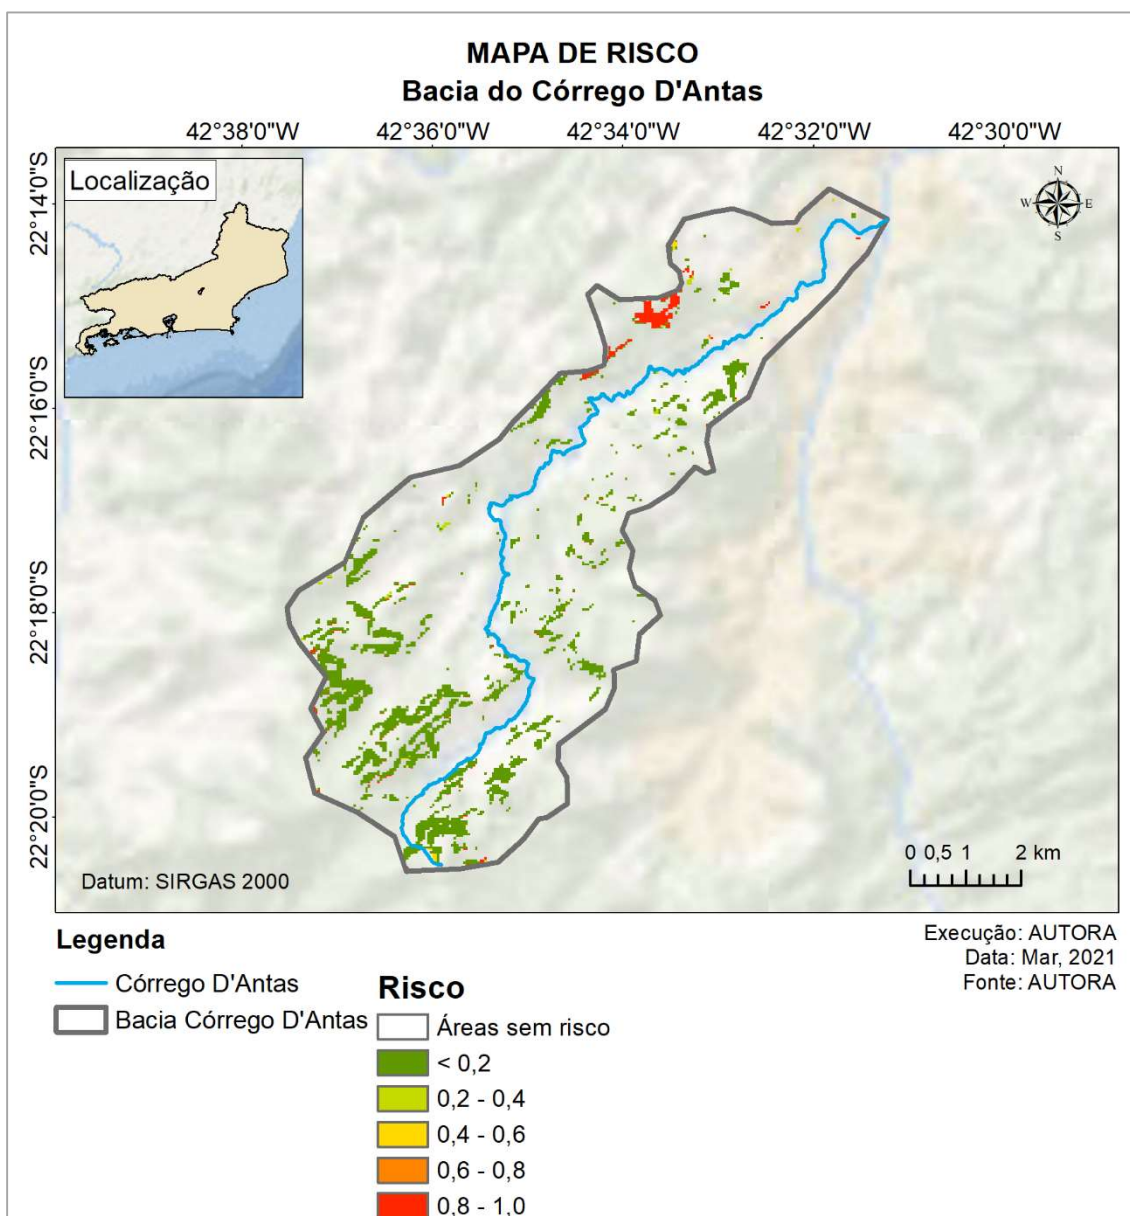 MAPA DE RISCO
Bacia do Córrego D'Antas
42°38'0"W 42°36'0"W 42°34'0"W 42°32'0"W 42°30'0"W
Localização
N
W E
S
22°14'0"S
22°16'0"S
22°18'0"S
22°20'0"S
Datum: SIRGAS 2000
0 0,5 1 2 km
Execução: AUTORA
Data: Mar, 2021
Fonte: AUTORA
Legenda
Córrego D'Antas
Bacia Córrego D'Antas
Risco
Áreas sem risco
< 0,2
0,2 - 0,4
0,4 - 0,6
0,6 - 0,8
0,8 - 1,0